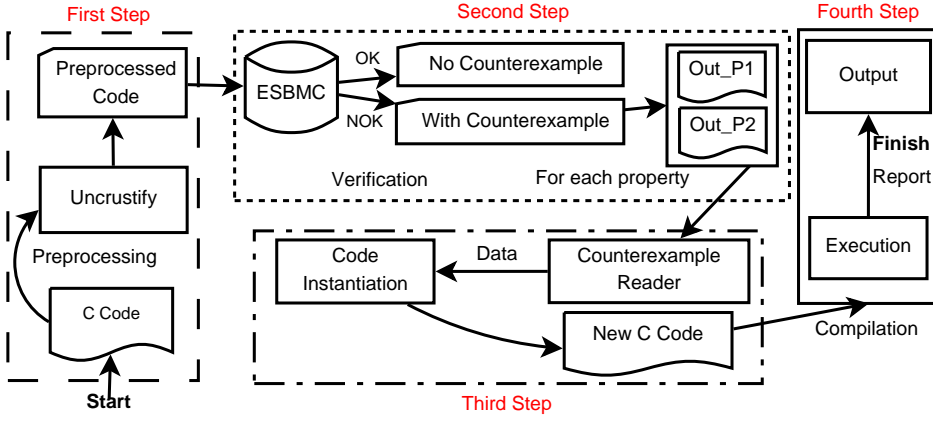 First Step
Preprocessed
Code
Uncrustify
Preprocessing
C Code
Start
Second Step
ESBMC
OK
NOK
No Counterexample
With Counterexample
Out_P1
Out_P2
Verification
For each property
Code
Instantiation
Data
Counterexample
Reader
New C Code
Third Step
Fourth Step
Output
Finish
Report
Execution
Compilation